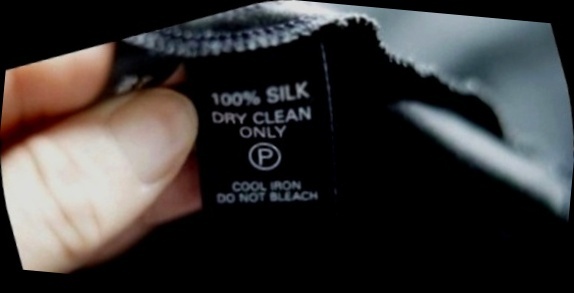 100% SILK
DRY CLEAN
ONLY
P
COOL IRON
DO NOT BLEACH